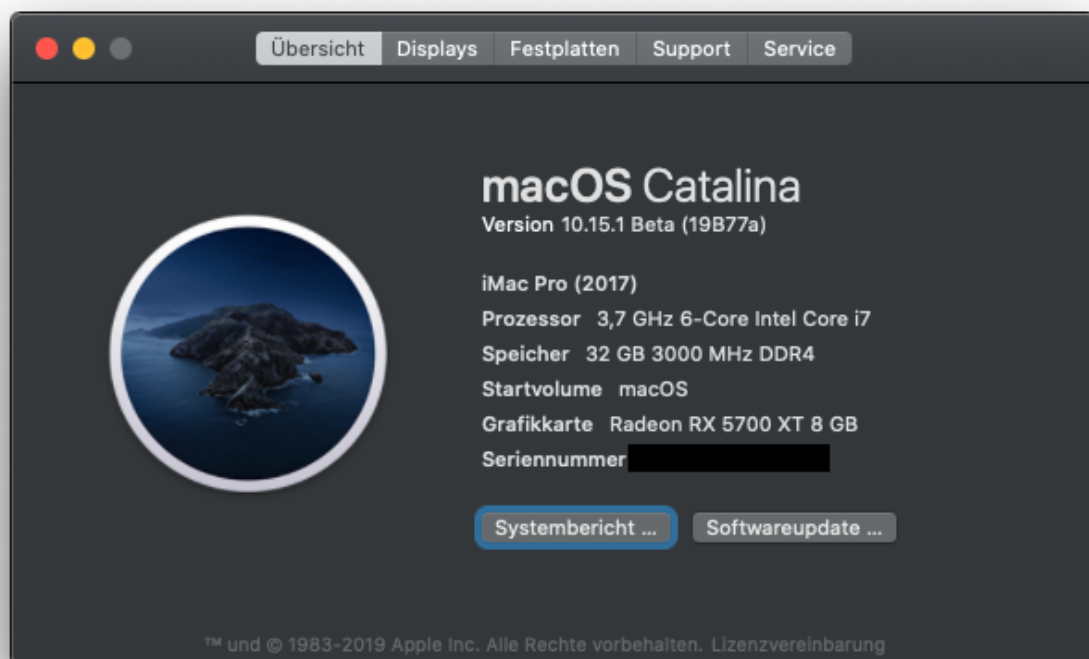 Übersicht Displays Festplatten Support Service
macOS Catalina
Version 10.15.1 Beta (19B77a)
iMac Pro (2017)
Prozessor 3,7 GHz 6-Core Intel Core i7
Speicher 32 GB 3000 MHz DDR4
Startvolume macOS
Grafikkarte Radeon RX 5700 XT 8 GB
Seriennummer
Systembericht ... Softwareupdate ...
™ und © 1983-2019 Apple Inc. Alle Rechte vorbehalten. Lizenzvereinbarung